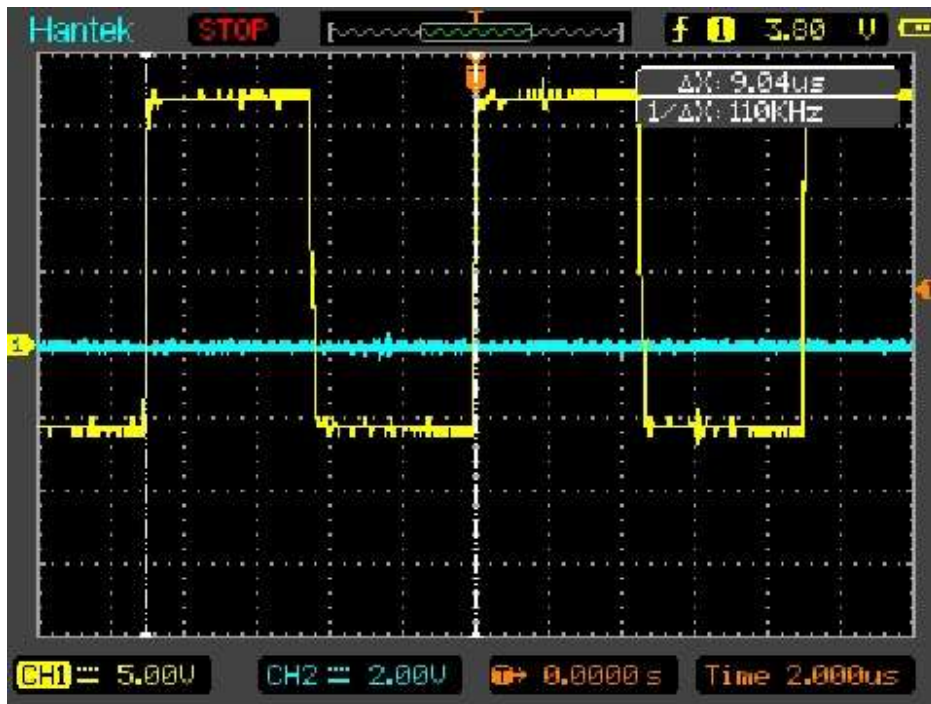 Hantek STOP T ƒ 1 3.80 V
T
ΔX: 9.04us
1/ΔX: 110KHz
1
CH1 5.00V CH2 2.00V T→ 0.0000 s Time 2.000us